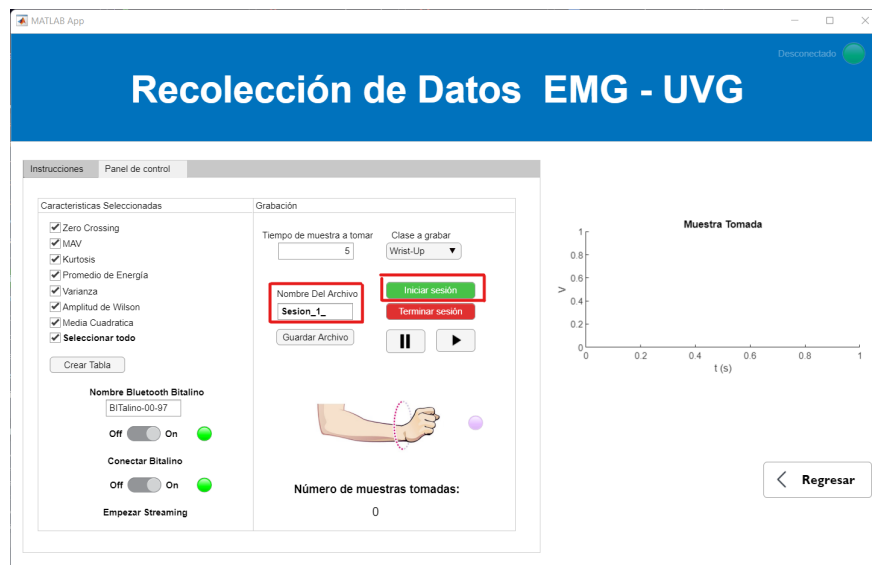 MATLAB App
Desconectado
Recolección de Datos EMG - UVG
Instrucciones
Panel de control
Caracteristicas Seleccionadas
Zero Crossing
MAV
Kurtosis
Promedio de Energía
Varianza
Amplitud de Wilson
Media Cuadratica
Seleccionar todo
Crear Tabla
Nombre Bluetooth Bitalino
BITalino-00-97
Off On
Conectar Bitalino
Off On
Empezar Streaming
Grabación
Tiempo de muestra a tomar
5
Clase a grabar
Wrist-Up
Nombre Del Archivo
Sesion_1_
Iniciar sesión
Terminar sesión
Guardar Archivo
Número de muestras tomadas:
0
Muestra Tomada
1
0.8
0.6
V
0.4
0.2
0
0 0.2 0.4 0.6 0.8 1
t (s)
Regresar